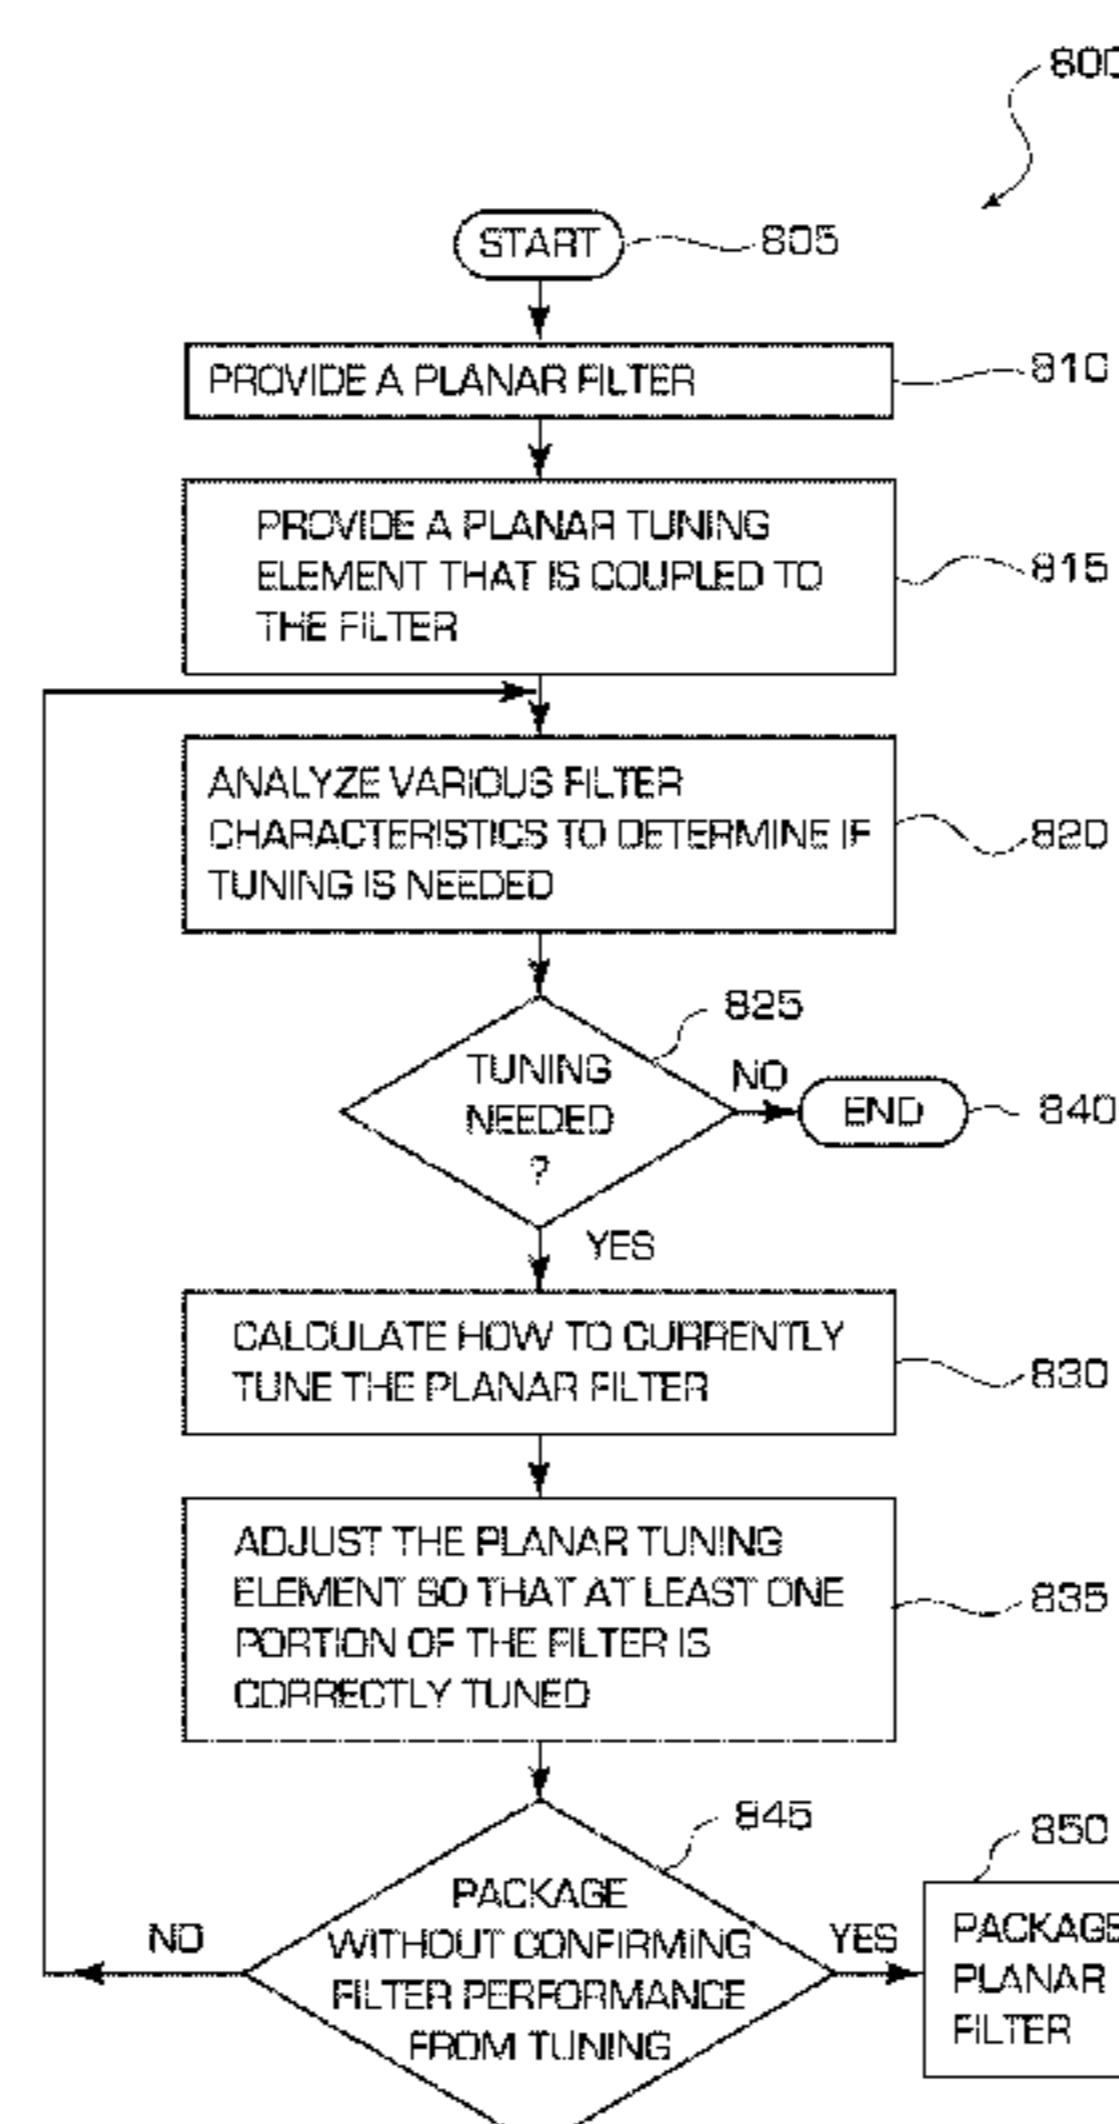 800
START
805
PROVIDE A PLANAR FILTER
810
PROVIDE A PLANAR TUNING
ELEMENT THAT IS COUPLED TO
THE FILTER
815
ANALYZE VARIOUS FILTER
CHARACTERISTICS TO DETERMINE IF
TUNING IS NEEDED
820
825
TUNING
NEEDED
?
NO
END
840
YES
CALCULATE HOW TO CURRENTLY
TUNE THE PLANAR FILTER
830
ADJUST THE PLANAR TUNING
ELEMENT SO THAT AT LEAST ONE
PORTION OF THE FILTER IS
CORRECTLY TUNED
835
845
850
NO
PACKAGE
WITHOUT CONFIRMING
FILTER PERFORMANCE
FROM TUNING
YES
PACKAGE
PLANAR
FILTER